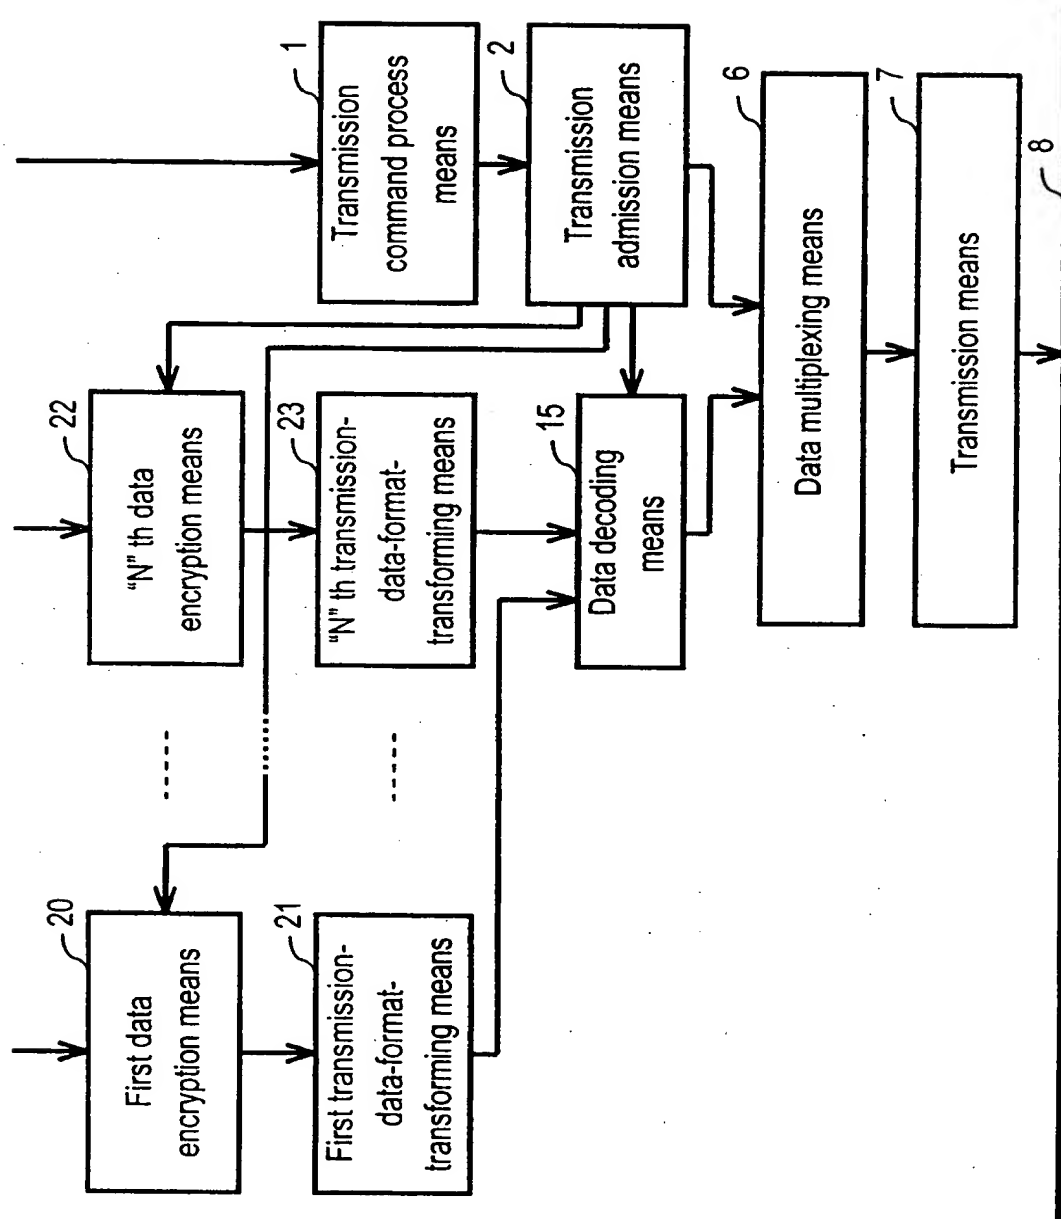 1
Transmission
command process
means
2
Transmission
admission means
22
"N" th data
encryption means
23
"N" th transmission-
data-format-
transforming means
15
Data decoding
means
6
Data multiplexing means
7
Transmission means
8
20
First data
encryption means
21
First transmission-
data-format-
transforming means